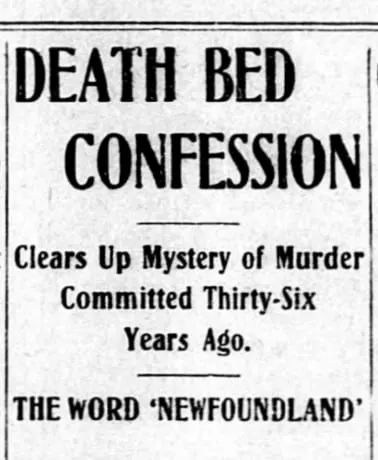 DEATH BED
CONFESSION
Clears Up Mystery of Murder
Committed Thirty-Six
Years Ago.
THE WORD 'NEWFOUNDLAND'